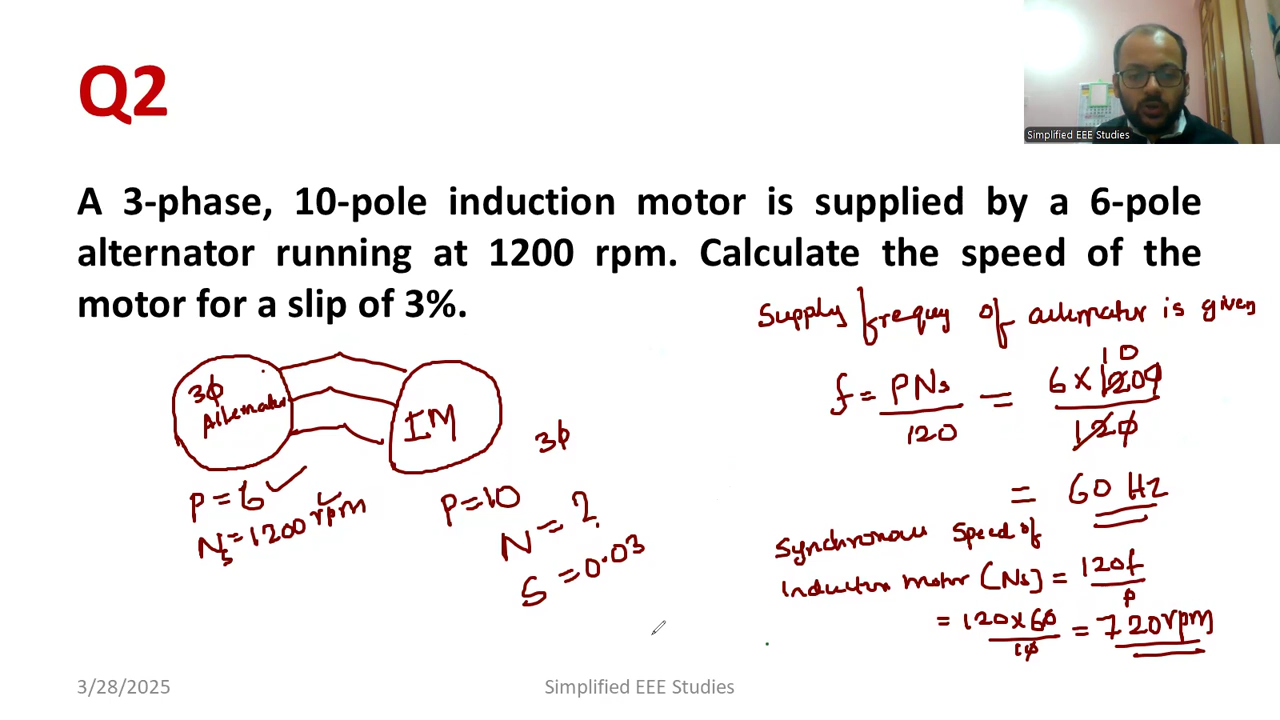 Q2
Simplified EEE Studies
A 3-phase, 10-pole induction motor is supplied by a 6-pole
alternator running at 1200 rpm. Calculate the speed of the
motor for a slip of 3%.
Supply frequey of alternator is given
f = PNs/120 = 6 X 1200/120
10
= 60 Hz
3ϕ
Alternator
IM
3ϕ
P = 6 ✓
Ns = 1200 rpm
P = 10
N = ?
S = 0.03
Synchronous Speed of
Inductor motor (Ns) = 120f/P
= 120 x 60/10 = 720 rpm
3/28/2025
Simplified EEE Studies